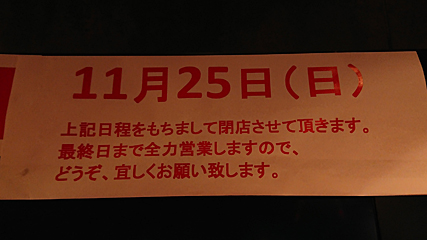 11月25日(日)
上記日程をもちまして閉店させて頂きます。
最終日まで全力営業しますので、
どうぞ、宜しくお願い致します。